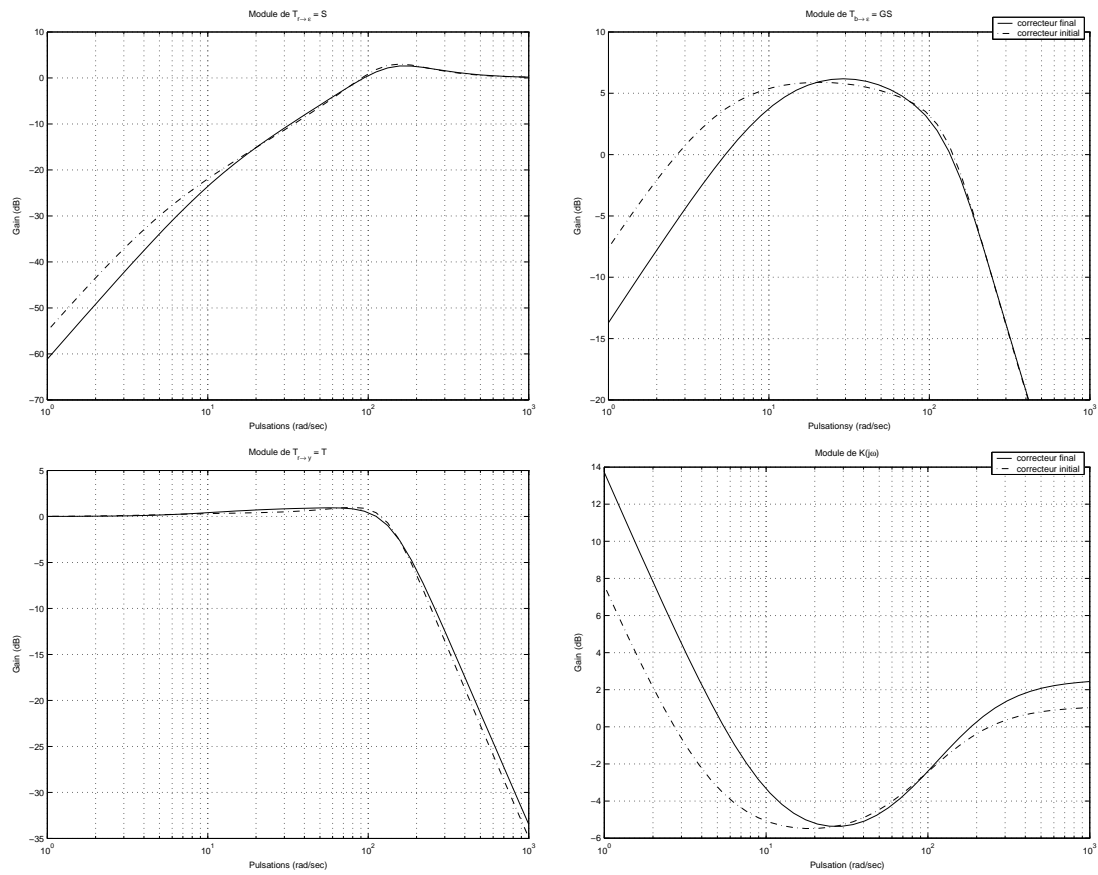 Module de T_{r→ε} = S
10
0
−10
−20
−30
−40
−50
−60
−70
Gain (dB)
10^0 10^1 10^2 10^3
Pulsations (rad/sec)
Module de T_{b→ε} = GS
correcteur final
correcteur initial
10
5
0
−5
−10
−15
−20
Gain (dB)
10^0 10^1 10^2 10^3
Pulsationsy (rad/sec)
Module de T_{r→y} = T
5
0
−5
−10
−15
−20
−25
−30
−35
Gain (dB)
10^0 10^1 10^2 10^3
Pulsations (rad/sec)
Module de K(jω)
correcteur final
correcteur initial
14
12
10
8
6
4
2
0
−2
−4
−6
Gain (dB)
10^0 10^1 10^2 10^3
Pulsation (rad/sec)